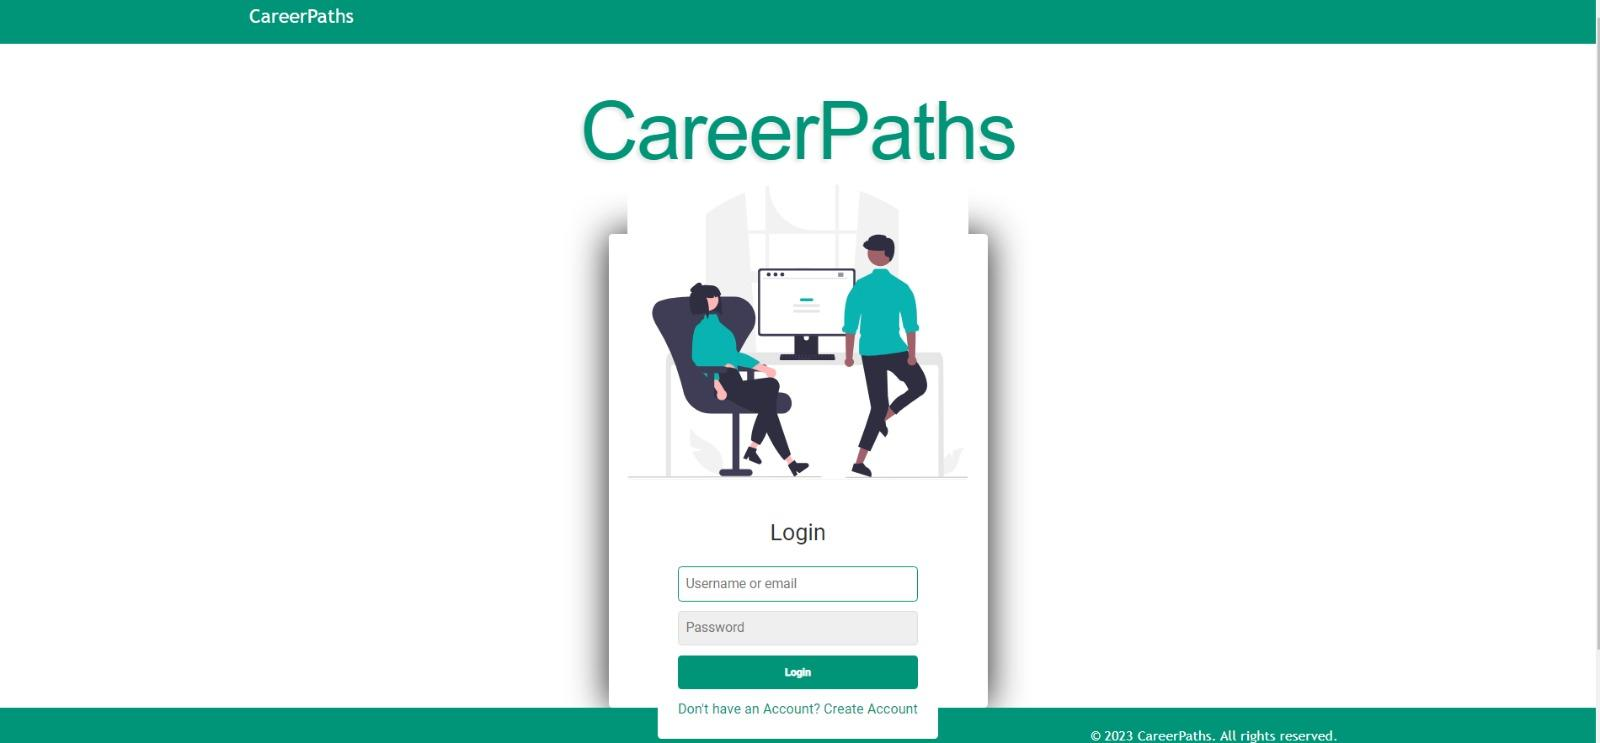 CareerPaths
CareerPaths
Login
Username or email
Password
Login
Don't have an Account? Create Account
© 2023 CareerPaths. All rights reserved.